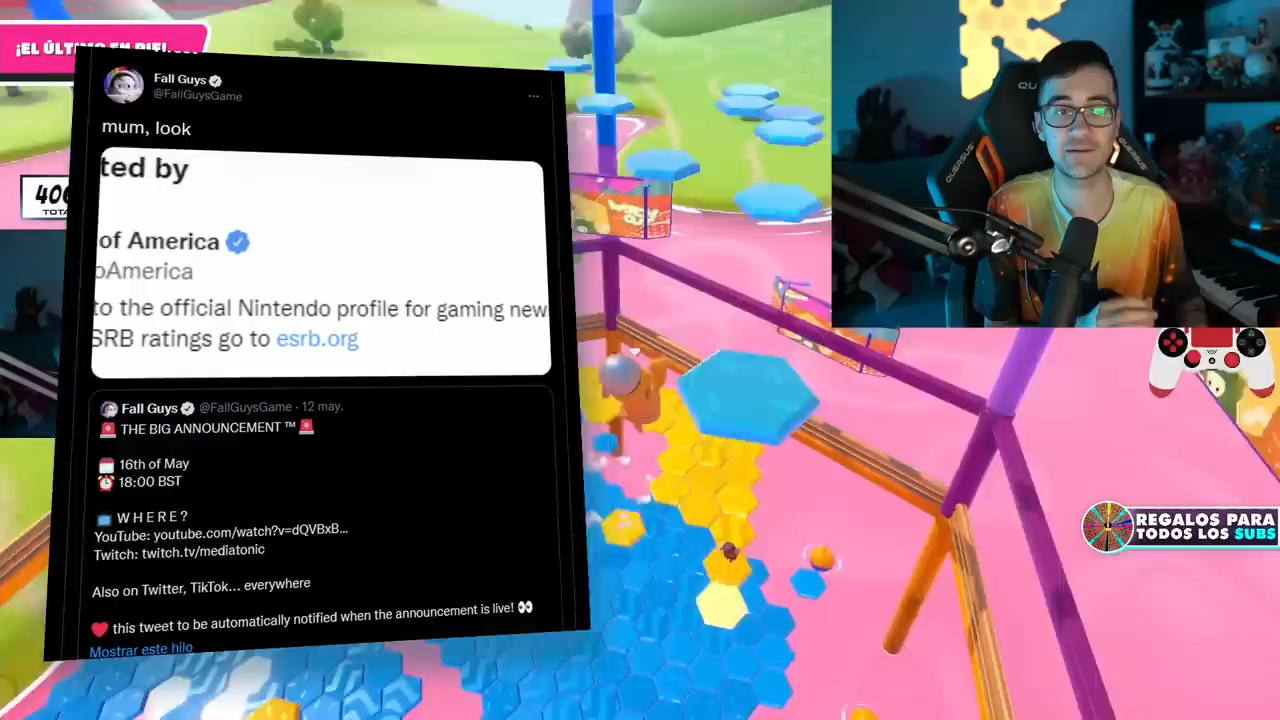 ¡EL ÚLTIMO EN PIE!
Fall Guys
@FallGuysGame
mum, look
ted by
of America
oAmerica
to the official Nintendo profile for gaming new
SRB ratings go to esrb.org
Fall Guys @FallGuysGame · 12 may.
🚨 THE BIG ANNOUNCEMENT ™ 🚨
🗓 16th of May
⏰ 18:00 BST
📺 W H E R E ?
YouTube: youtube.com/watch?v=dQVBxB...
Twitch: twitch.tv/mediatonic
Also on Twitter, TikTok... everywhere
❤ this tweet to be automatically notified when the announcement is live! 👀
Mostrar este hilo
QUERSUS
QUERSUS
REGALOS PARA
TODOS LOS SUBS